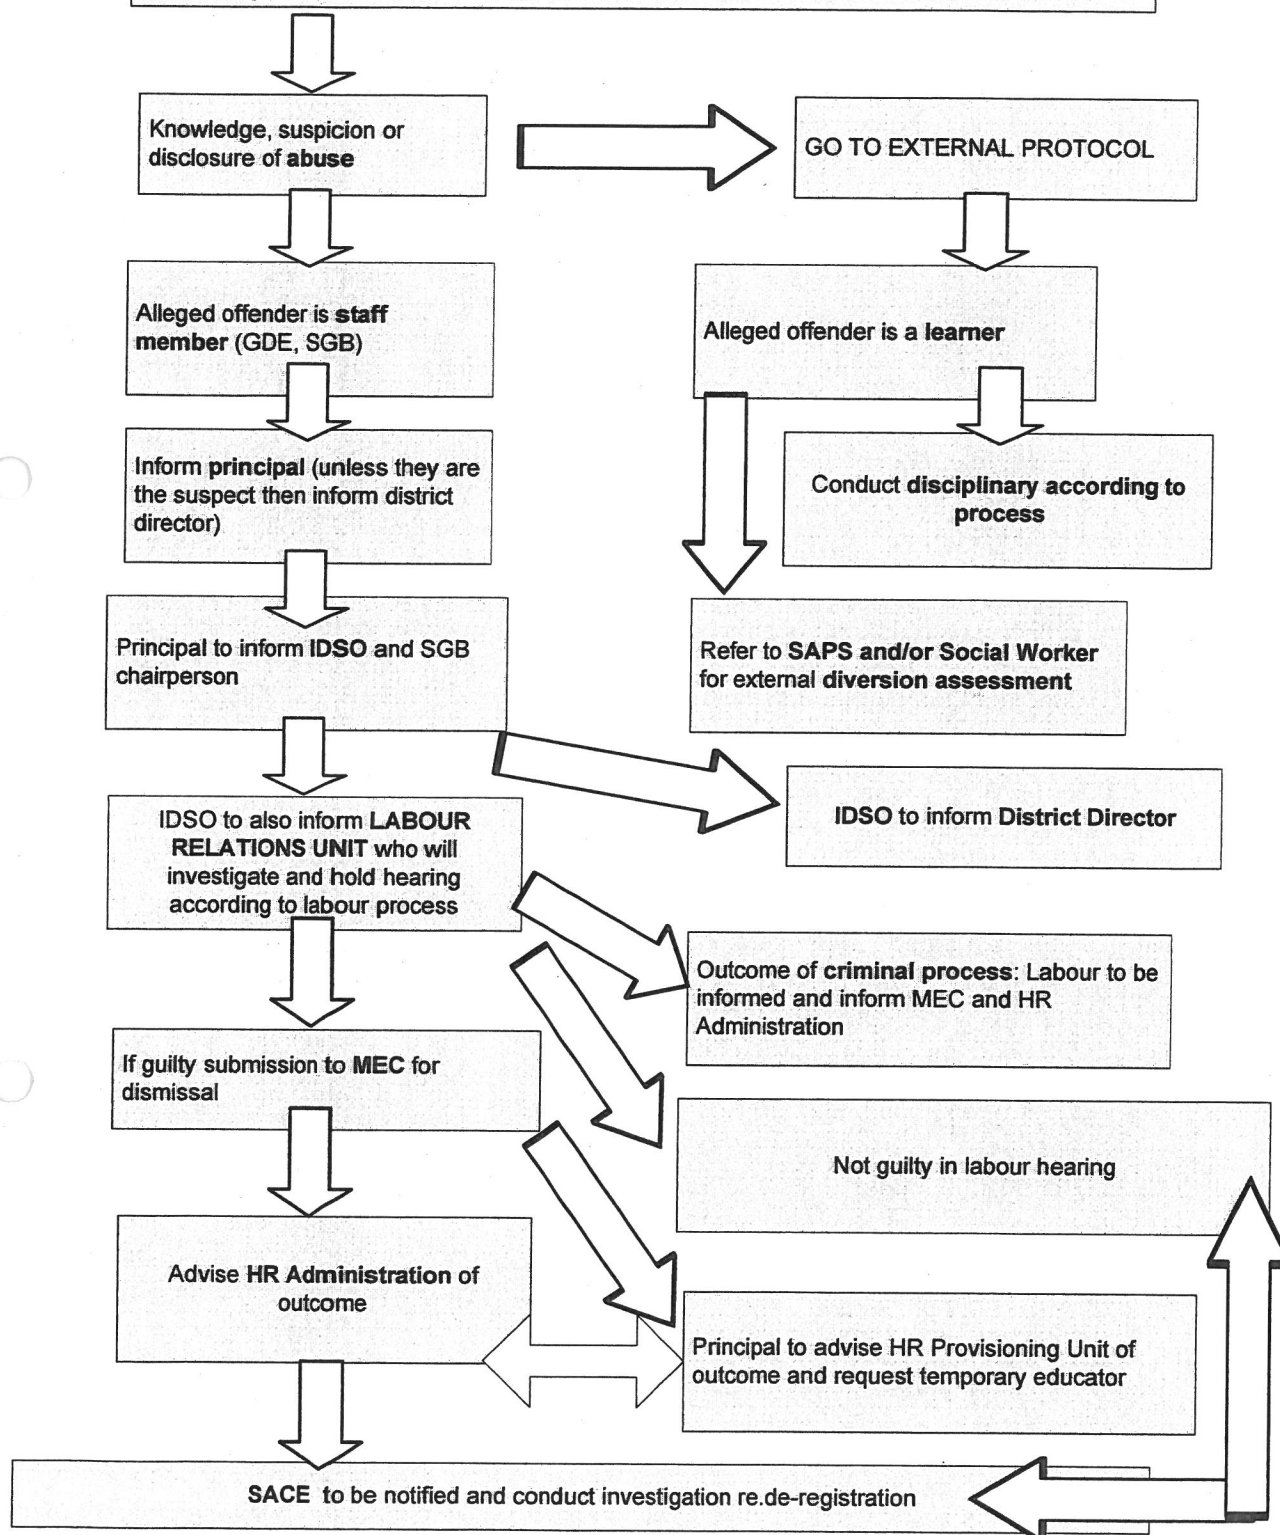 Knowledge, suspicion or
disclosure of abuse
GO TO EXTERNAL PROTOCOL
Alleged offender is staff
member (GDE, SGB)
Alleged offender is a learner
Inform principal (unless they are
the suspect then inform district
director)
Conduct disciplinary according to
process
Principal to inform IDSO and SGB
chairperson
Refer to SAPS and/or Social Worker
for external diversion assessment
IDSO to inform District Director
IDSO to also inform LABOUR
RELATIONS UNIT who will
investigate and hold hearing
according to labour process
Outcome of criminal process: Labour to be
informed and inform MEC and HR
Administration
If guilty submission to MEC for
dismissal
Not guilty in labour hearing
Advise HR Administration of
outcome
Principal to advise HR Provisioning Unit of
outcome and request temporary educator
SACE to be notified and conduct investigation re.de-registration